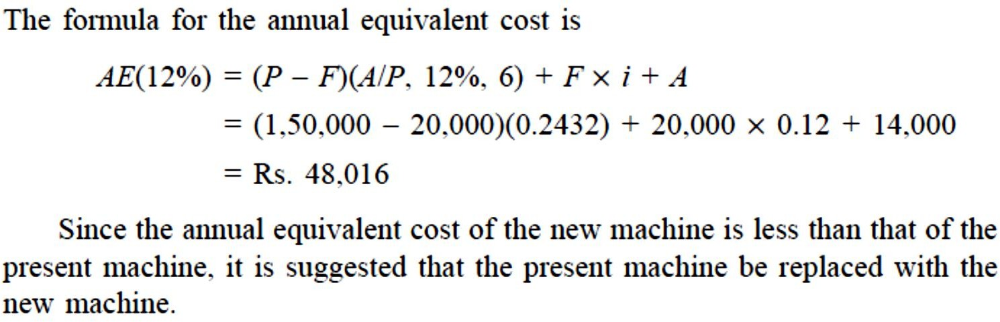 The formula for the annual equivalent cost is
AE(12%) = (P – F)(A/P, 12%, 6) + F × i + A
= (1,50,000 – 20,000)(0.2432) + 20,000 × 0.12 + 14,000
= Rs. 48,016
Since the annual equivalent cost of the new machine is less than that of the
present machine, it is suggested that the present machine be replaced with the
new machine.